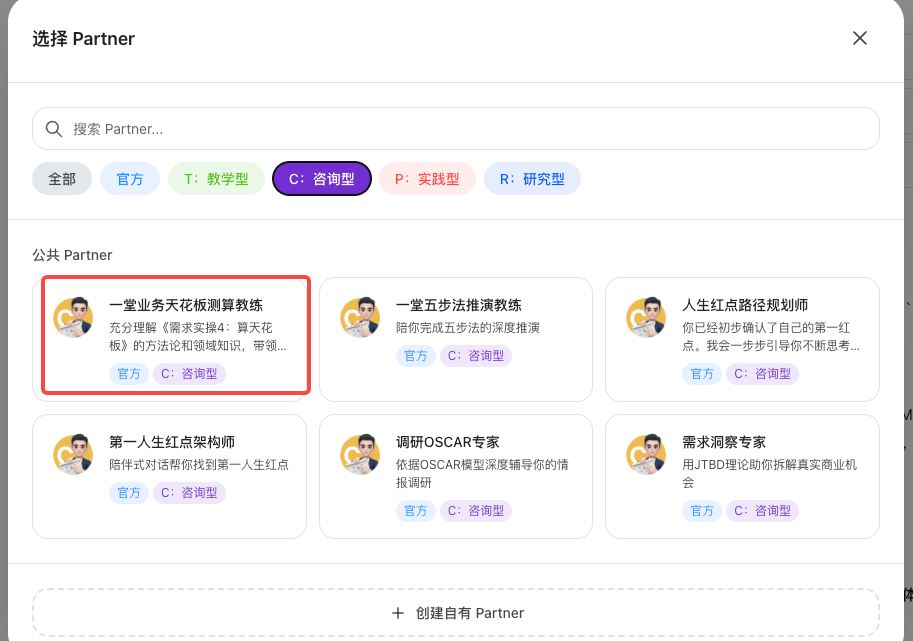 选择 Partner
搜索 Partner...
全部
官方
T：教学型
C：咨询型
P：实践型
R：研究型
公共 Partner
一堂业务天花板测算教练
充分理解《需求实操4：算天花
板》的方法论和领域知识，带领...
官方
C：咨询型
一堂五步法推演教练
陪你完成五步法的深度推演
官方
C：咨询型
人生红点路径规划师
你已经初步确认了自己的第一红
点。我会一步步引导你不断思考...
官方
C：咨询型
第一人生红点架构师
陪伴式对话帮你找到第一人生红点
官方
C：咨询型
调研OSCAR专家
依据OSCAR模型深度辅导你的情
报调研
官方
C：咨询型
需求洞察专家
用JTBD理论助你拆解真实商业机
会
官方
C：咨询型
+ 创建自有 Partner